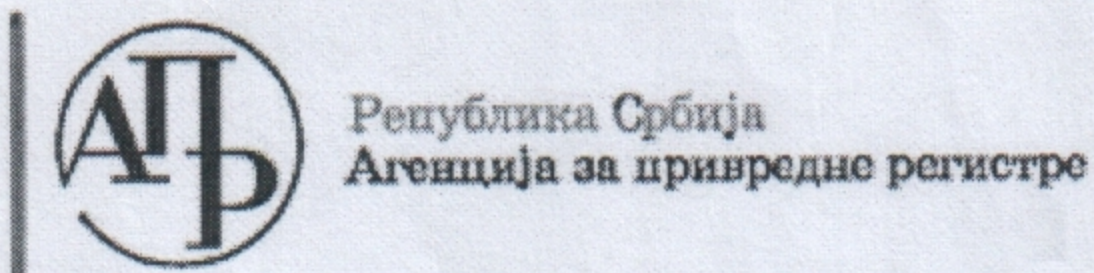 АПР
Република Србија
Агенција за привредне регистре